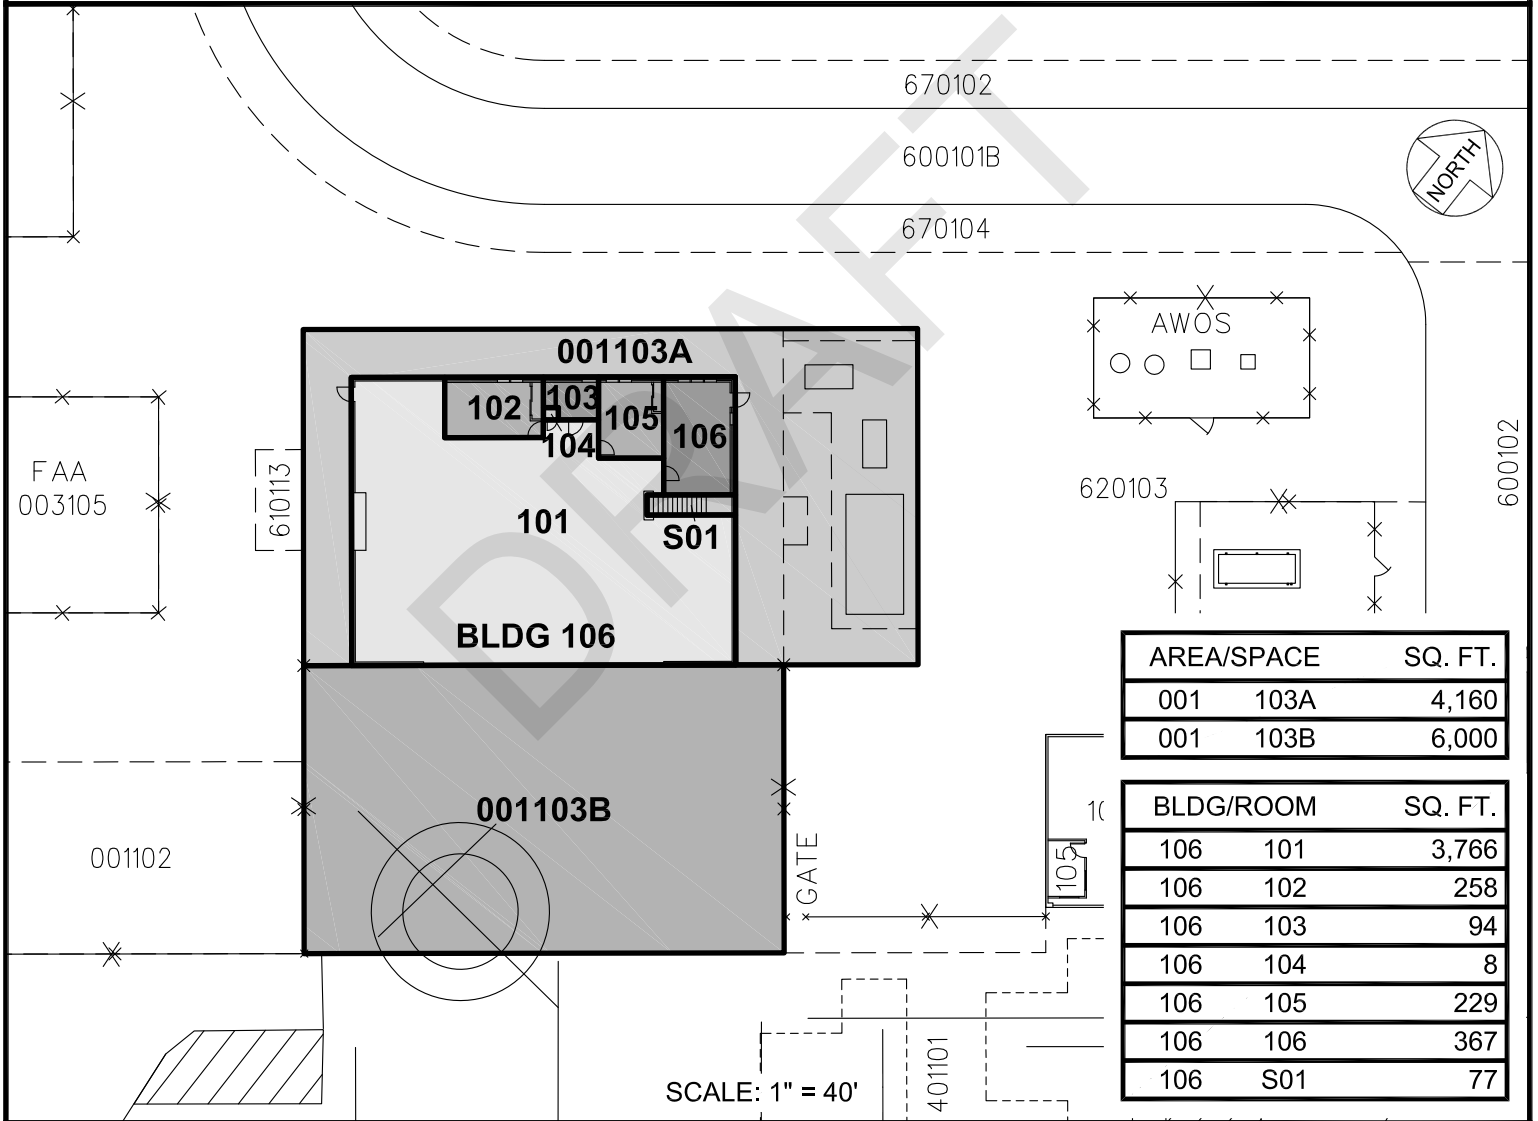 670102
600101B
NORTH
670104
AWOS
001103A
102
103
105
106
104
FAA
003105
610113
101
S01
620103
600102
BLDG 106
DRAFT
AREA/SPACE SQ. FT.
001 103A 4,160
001 103B 6,000
001103B
001102
GATE
105
BLDG/ROOM SQ. FT.
106 101 3,766
106 102 258
106 103 94
106 104 8
106 105 229
106 106 367
106 S01 77
401101
SCALE: 1" = 40'